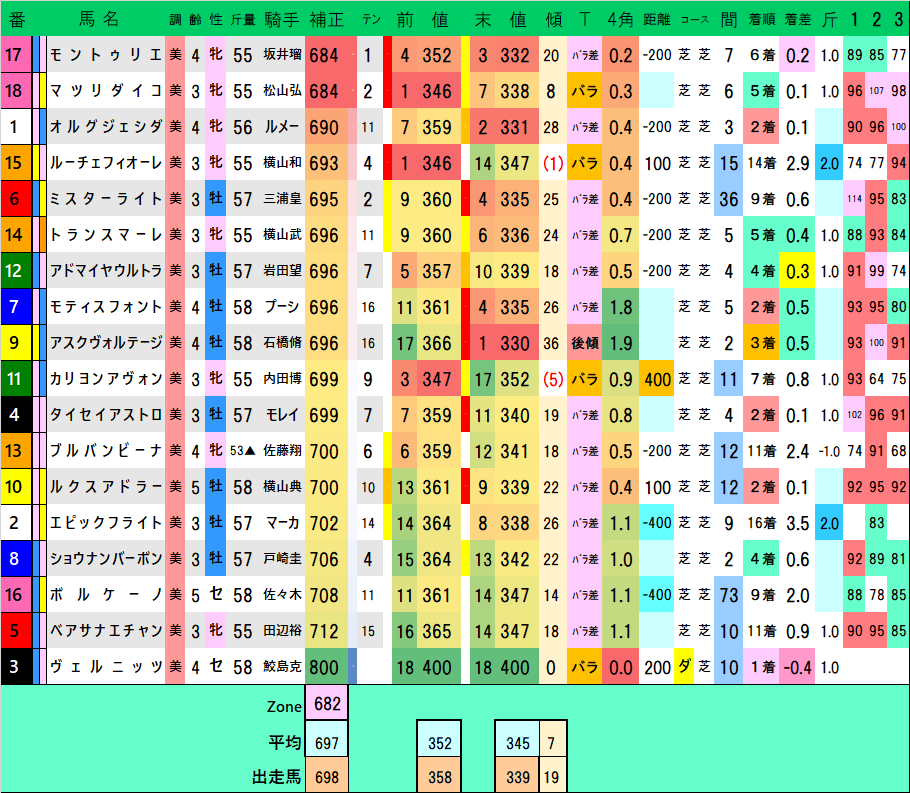 番 馬名 調 齢 性 斤量 騎手 補正 テン 前 値 末 値 傾 T 4角 距離 コース 間 着順 着差 斤 1 2 3
17 モントゥリエ 美 4 牝 55 坂井瑠 684 1 4 352 3 332 20 バラ差 0.2 -200 芝 芝 7 6着 0.2 1.0 89 85 77
18 マツリダイコ 美 3 牝 55 松山弘 684 2 1 346 7 338 8 バラ 0.3 芝 芝 6 5着 0.1 1.0 96 107 98
1 オルグジェシダ 美 4 牝 56 ルメー 690 11 7 359 2 331 28 バラ差 0.4 -200 芝 芝 3 2着 0.1 1.0 90 96 100
15 ルーチェフィオーレ 美 3 牝 55 横山和 693 4 1 346 14 347 (1) バラ 0.4 100 芝 芝 15 14着 2.9 2.0 74 77 94
6 ミスターライト 美 3 牡 57 三浦皇 695 2 9 360 4 335 25 バラ差 0.4 -200 芝 芝 36 9着 0.6 114 95 83
14 トランスマーレ 美 3 牝 55 横山武 696 11 9 360 6 336 24 バラ差 0.7 -200 芝 芝 5 5着 0.4 1.0 88 93 84
12 アドマイヤウルトラ 美 3 牡 57 岩田望 696 7 5 357 10 339 18 バラ差 0.5 -200 芝 芝 4 4着 0.3 1.0 91 99 74
7 モティスフォント 美 4 牡 58 プーシ 696 16 11 361 4 335 26 バラ差 1.8 芝 芝 5 2着 0.5 93 95 80
9 アスクヴォルテージ 美 4 牡 58 石橋脩 696 16 17 366 1 330 36 後傾 1.9 芝 芝 2 3着 0.5 93 100 91
11 カリヨンアヴォン 美 3 牝 55 内田博 699 9 3 347 17 352 (5) バラ 0.9 400 芝 芝 11 7着 0.8 1.0 93 64 75
4 タイセイアストロ 美 3 牡 57 モレイ 699 7 7 359 11 340 19 バラ差 0.8 芝 芝 4 2着 0.1 1.0 102 96 91
13 ブルバンビーナ 美 4 牝 53▲ 佐藤翔 700 6 6 359 12 341 18 バラ差 0.5 -200 芝 芝 12 11着 2.4 -1.0 74 91 68
10 ルクスアドラー 美 5 牡 58 横山典 700 10 13 361 9 339 22 バラ差 0.4 100 芝 芝 12 2着 0.1 92 95 92
2 エピックフライト 美 3 牡 57 マーカ 702 14 14 364 8 338 26 バラ差 1.1 -400 芝 芝 9 16着 3.5 2.0 83
8 ショウナンバーボン 美 3 牡 57 戸崎圭 706 4 15 364 13 342 22 バラ差 1.0 芝 芝 2 4着 0.6 92 89 81
16 ボルケーノ 美 5 セ 58 佐々木 708 11 11 361 14 347 14 バラ差 1.1 -400 芝 芝 73 9着 2.0 88 78 85
5 ベアサナエチャン 美 3 牝 55 田辺裕 712 15 16 365 14 347 18 バラ差 1.1 芝 芝 10 11着 0.9 1.0 90 95 85
3 ヴェルニッツ 美 4 セ 58 鮫島克 800 18 400 18 400 0 バラ 0.0 200 ダ 芝 10 1着 -0.4 1.0
Zone 682
平均 697 352 345 7
出走馬 698 358 339 19